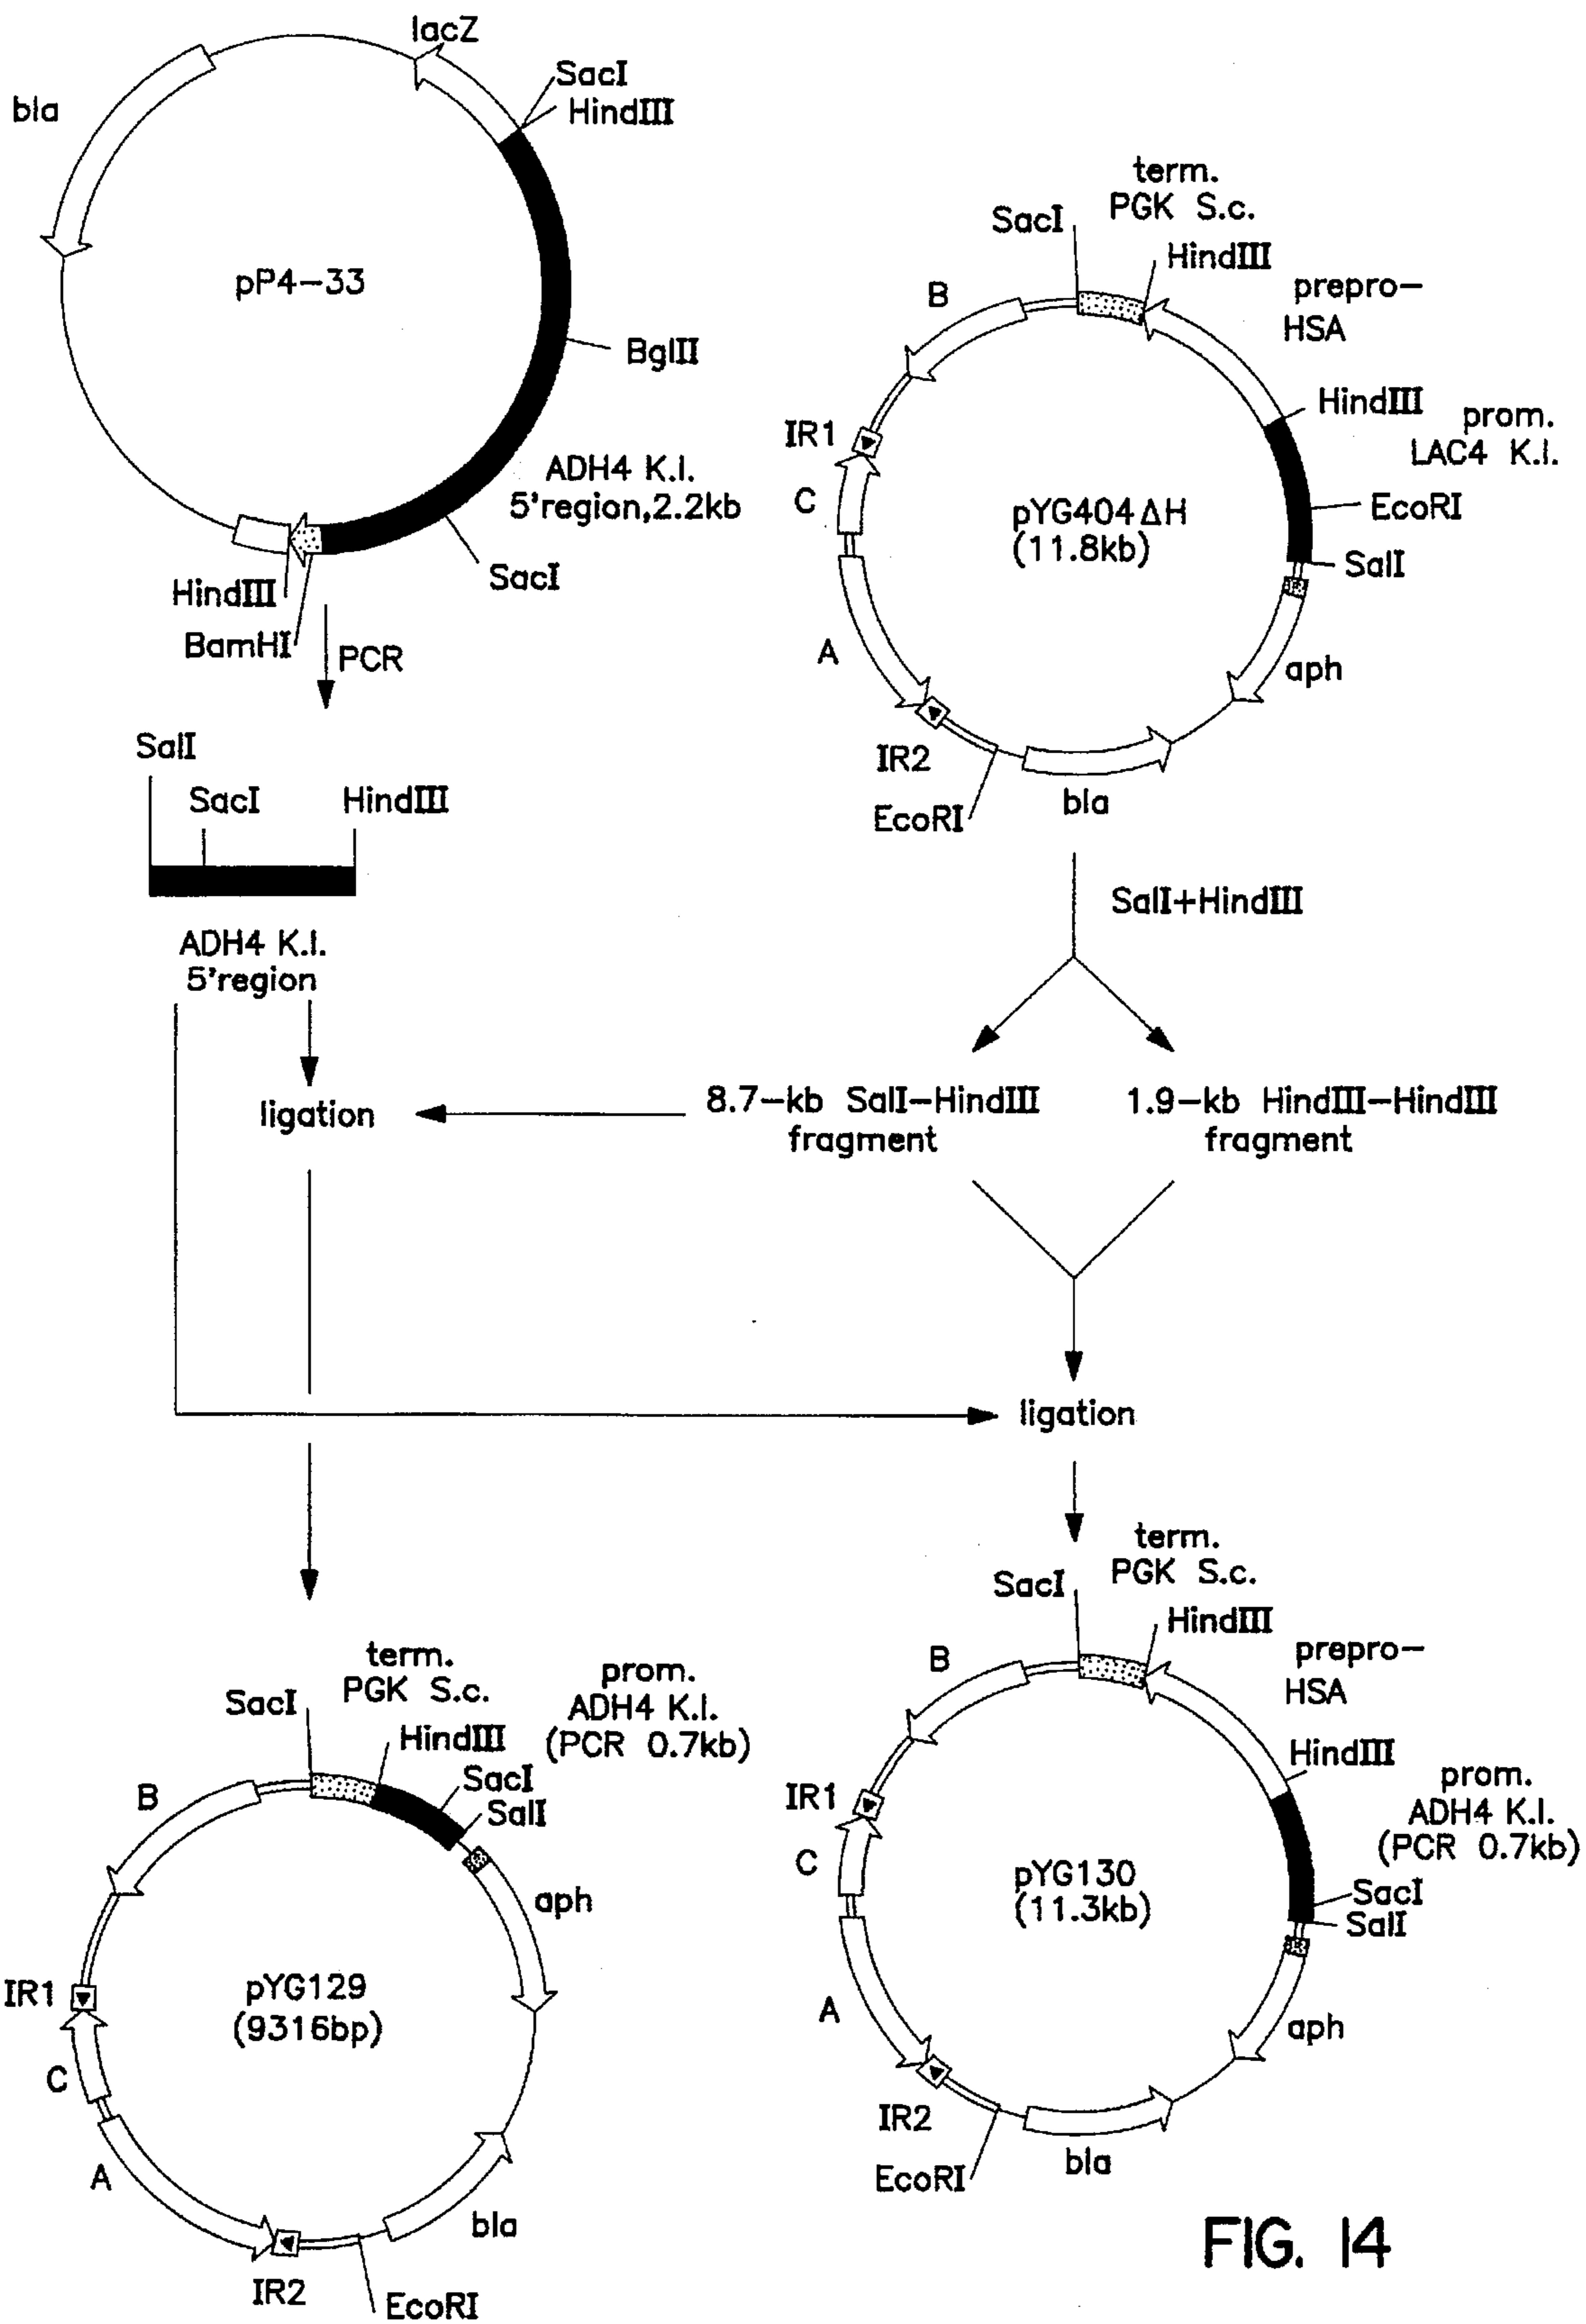 lacZ
SacI
HindIII
bla
pP4-33
BglII
ADH4 K.l.
5'region,2.2kb
SacI
HindIII
BamHI
PCR
SalI
SacI
HindIII
ADH4 K.l.
5'region
ligation
term.
PGK S.c.
SacI
HindIII
prepro-
HSA
B
HindIII
prom.
LAC4 K.l.
IR1
C
EcoRI
pYG404ΔH
(11.8kb)
SalI
A
aph
IR2
EcoRI
bla
SalI+HindIII
8.7-kb SalI-HindIII
fragment
1.9-kb HindIII-HindIII
fragment
ligation
term.
PGK S.c.
SacI
HindIII
prom.
ADH4 K.l.
(PCR 0.7kb)
SacI
SalI
B
aph
IR1
pYG129
(9316bp)
C
A
bla
IR2
EcoRI
term.
PGK S.c.
SacI
HindIII
prepro-
HSA
B
HindIII
prom.
ADH4 K.l.
(PCR 0.7kb)
IR1
C
pYG130
(11.3kb)
SacI
SalI
A
aph
IR2
EcoRI
bla
FIG. 14